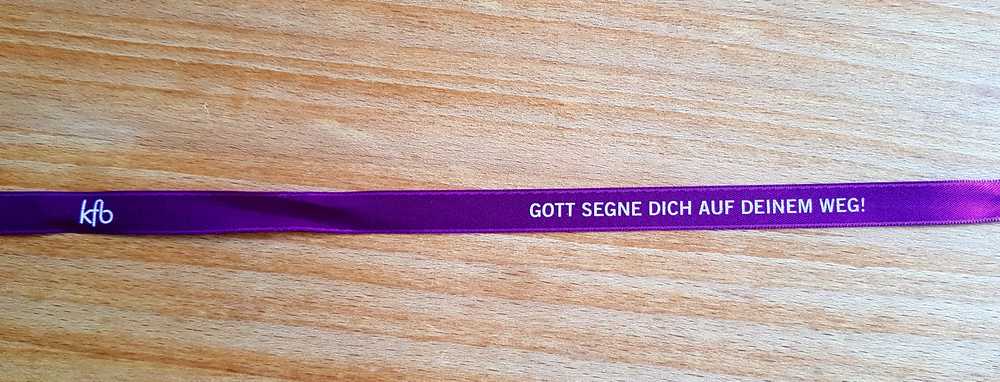 kfb
GOTT SEGNE DICH AUF DEINEM WEG!